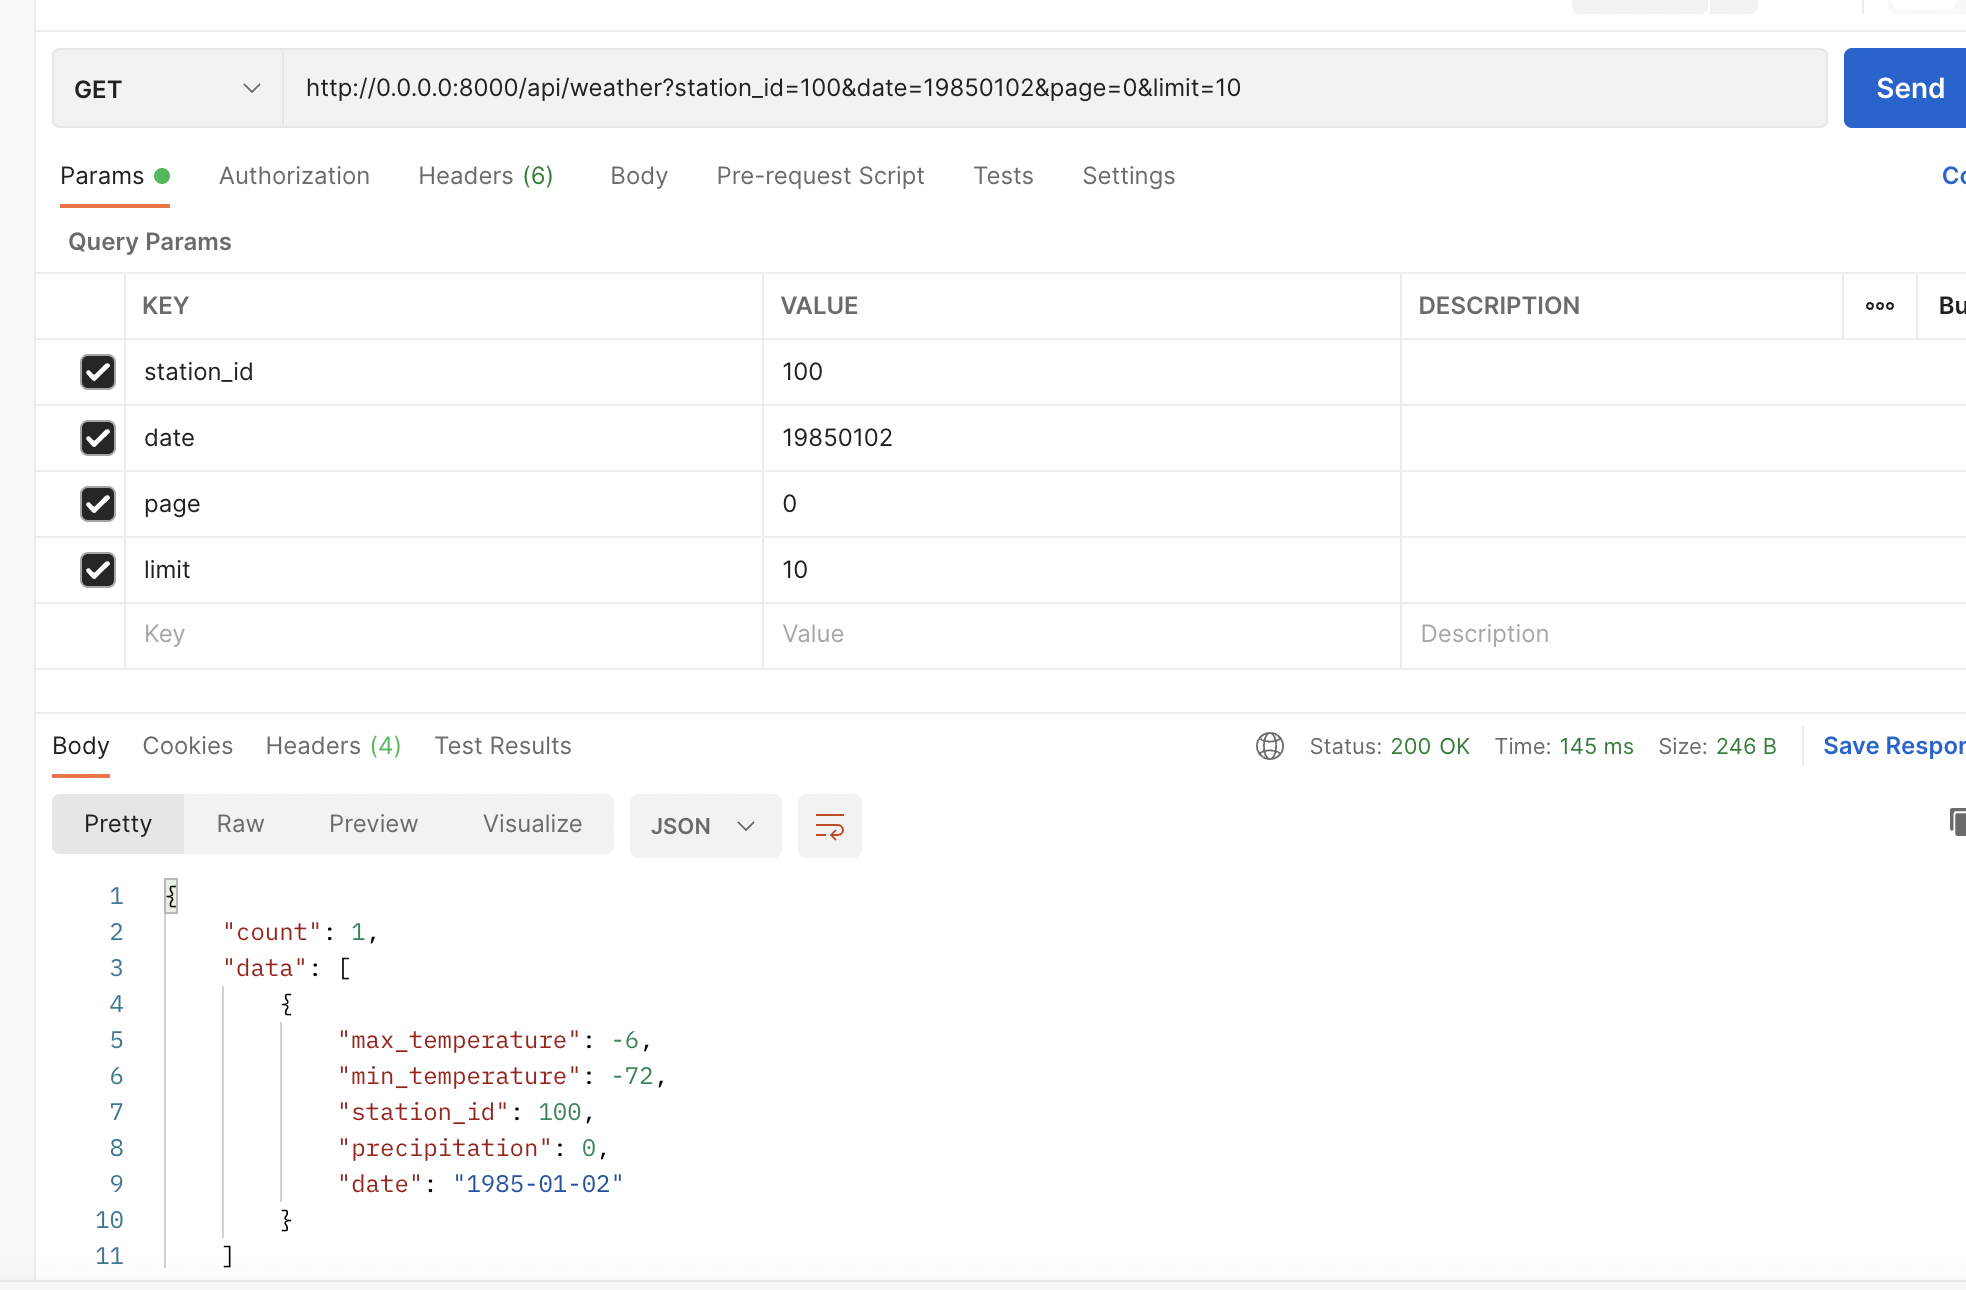 GET http://0.0.0.0:8000/api/weather?station_id=100&date=19850102&page=0&limit=10 Send
Params Authorization Headers (6) Body Pre-request Script Tests Settings Co
Query Params
KEY VALUE DESCRIPTION ooo Bu
station_id 100
date 19850102
page 0
limit 10
Key Value Description
Body Cookies Headers (4) Test Results Status: 200 OK Time: 145 ms Size: 246 B Save Respon
Pretty Raw Preview Visualize JSON
1 {
2 "count": 1,
3 "data": [
4 {
5 "max_temperature": -6,
6 "min_temperature": -72,
7 "station_id": 100,
8 "precipitation": 0,
9 "date": "1985-01-02"
10 }
11 ]